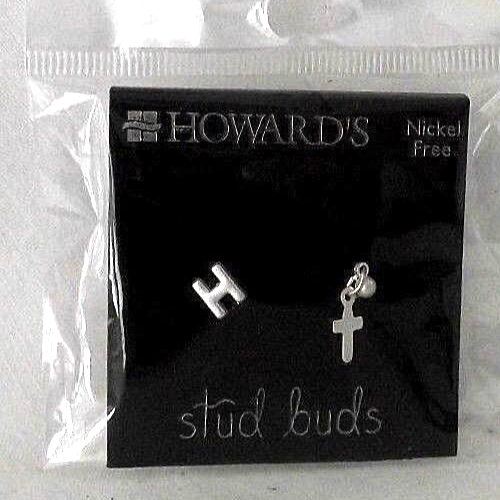 HOWARD'S
Nickel
Free
H
stud buds